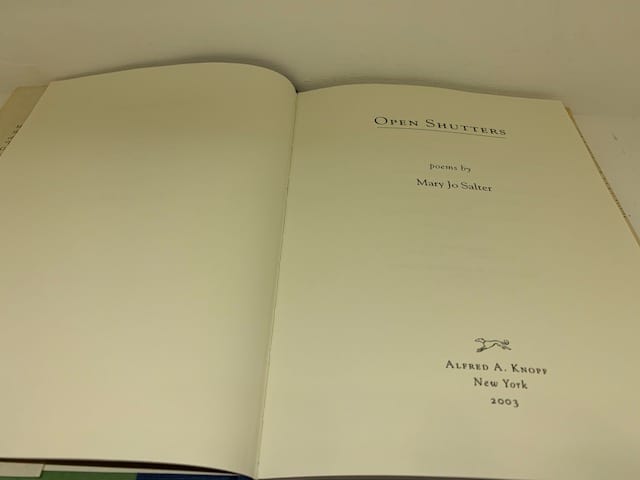 OPEN SHUTTERS
poems by
Mary Jo Salter
ALFRED A. KNOPF
New York
2003